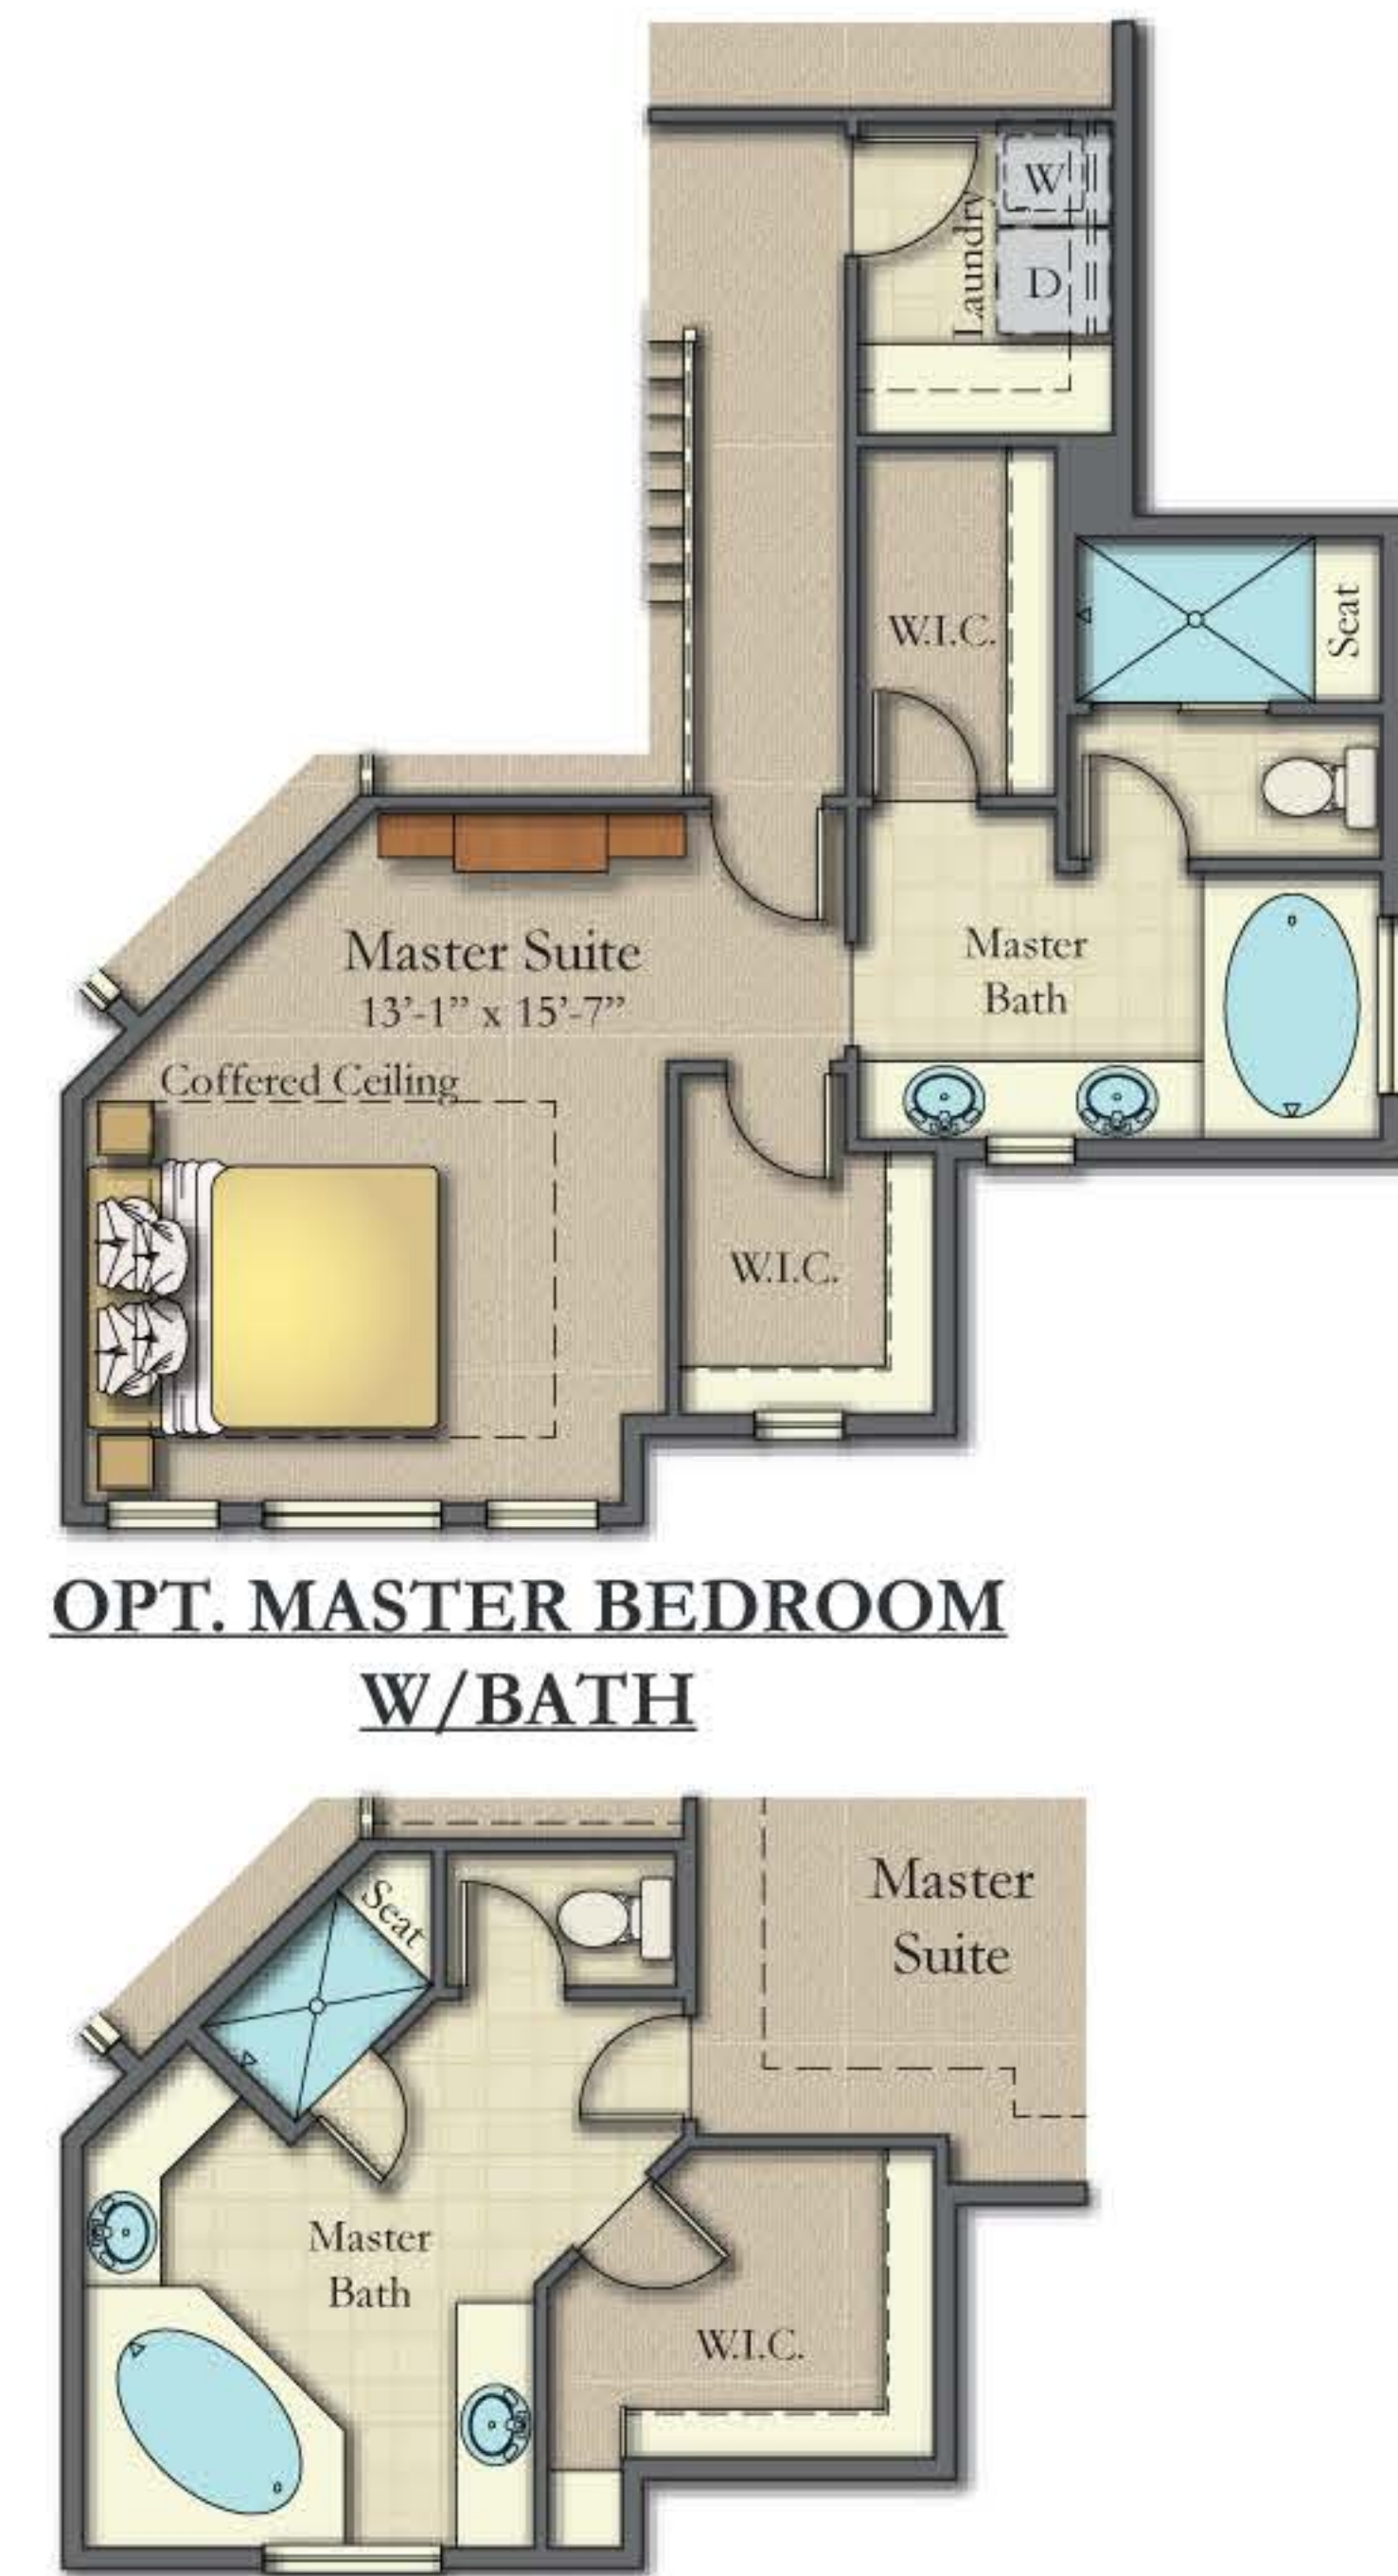 W
Laundry
D
W.I.C.
Seat
Master Suite
13’-1” x 15’-7”
Master
Bath
Coffered Ceiling
W.I.C.
OPT. MASTER BEDROOM
W/BATH
Seat
Master
Suite
Master
Bath
W.I.C.